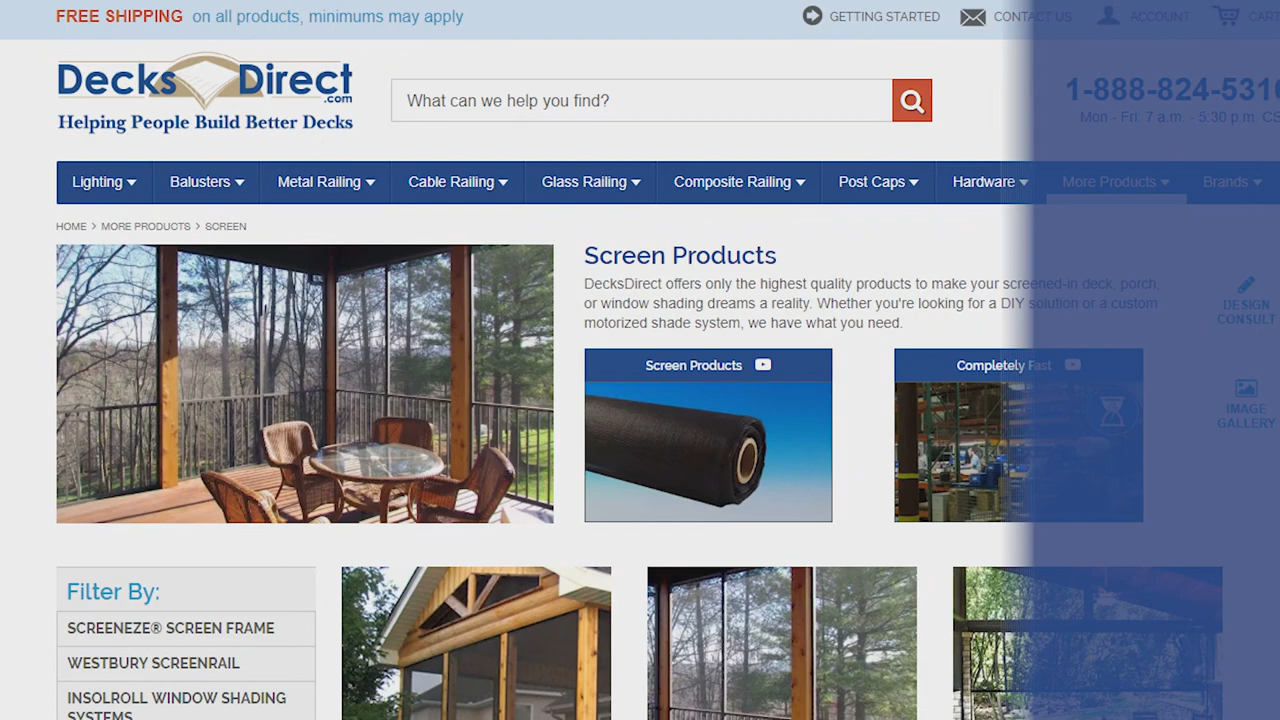 FREE SHIPPING on all products, minimums may apply
GETTING STARTED
CONTACT US
ACCOUNT
CART
DecksDirect
.com
Helping People Build Better Decks
What can we help you find?
1-888-824-531
Mon - Fri: 7 a.m. - 5:30 p.m. CS
Lighting
Balusters
Metal Railing
Cable Railing
Glass Railing
Composite Railing
Post Caps
Hardware
More Products
Brands
HOME > MORE PRODUCTS > SCREEN
Screen Products
DecksDirect offers only the highest quality products to make your screened-in deck, porch,
or window shading dreams a reality. Whether you're looking for a DIY solution or a custom
motorized shade system, we have what you need.
DESIGN
CONSULT
Screen Products
Completely Fast
IMAGE
GALLERY
Filter By:
SCREENEZE® SCREEN FRAME
WESTBURY SCREENRAIL
INSOLROLL WINDOW SHADING
SYSTEMS